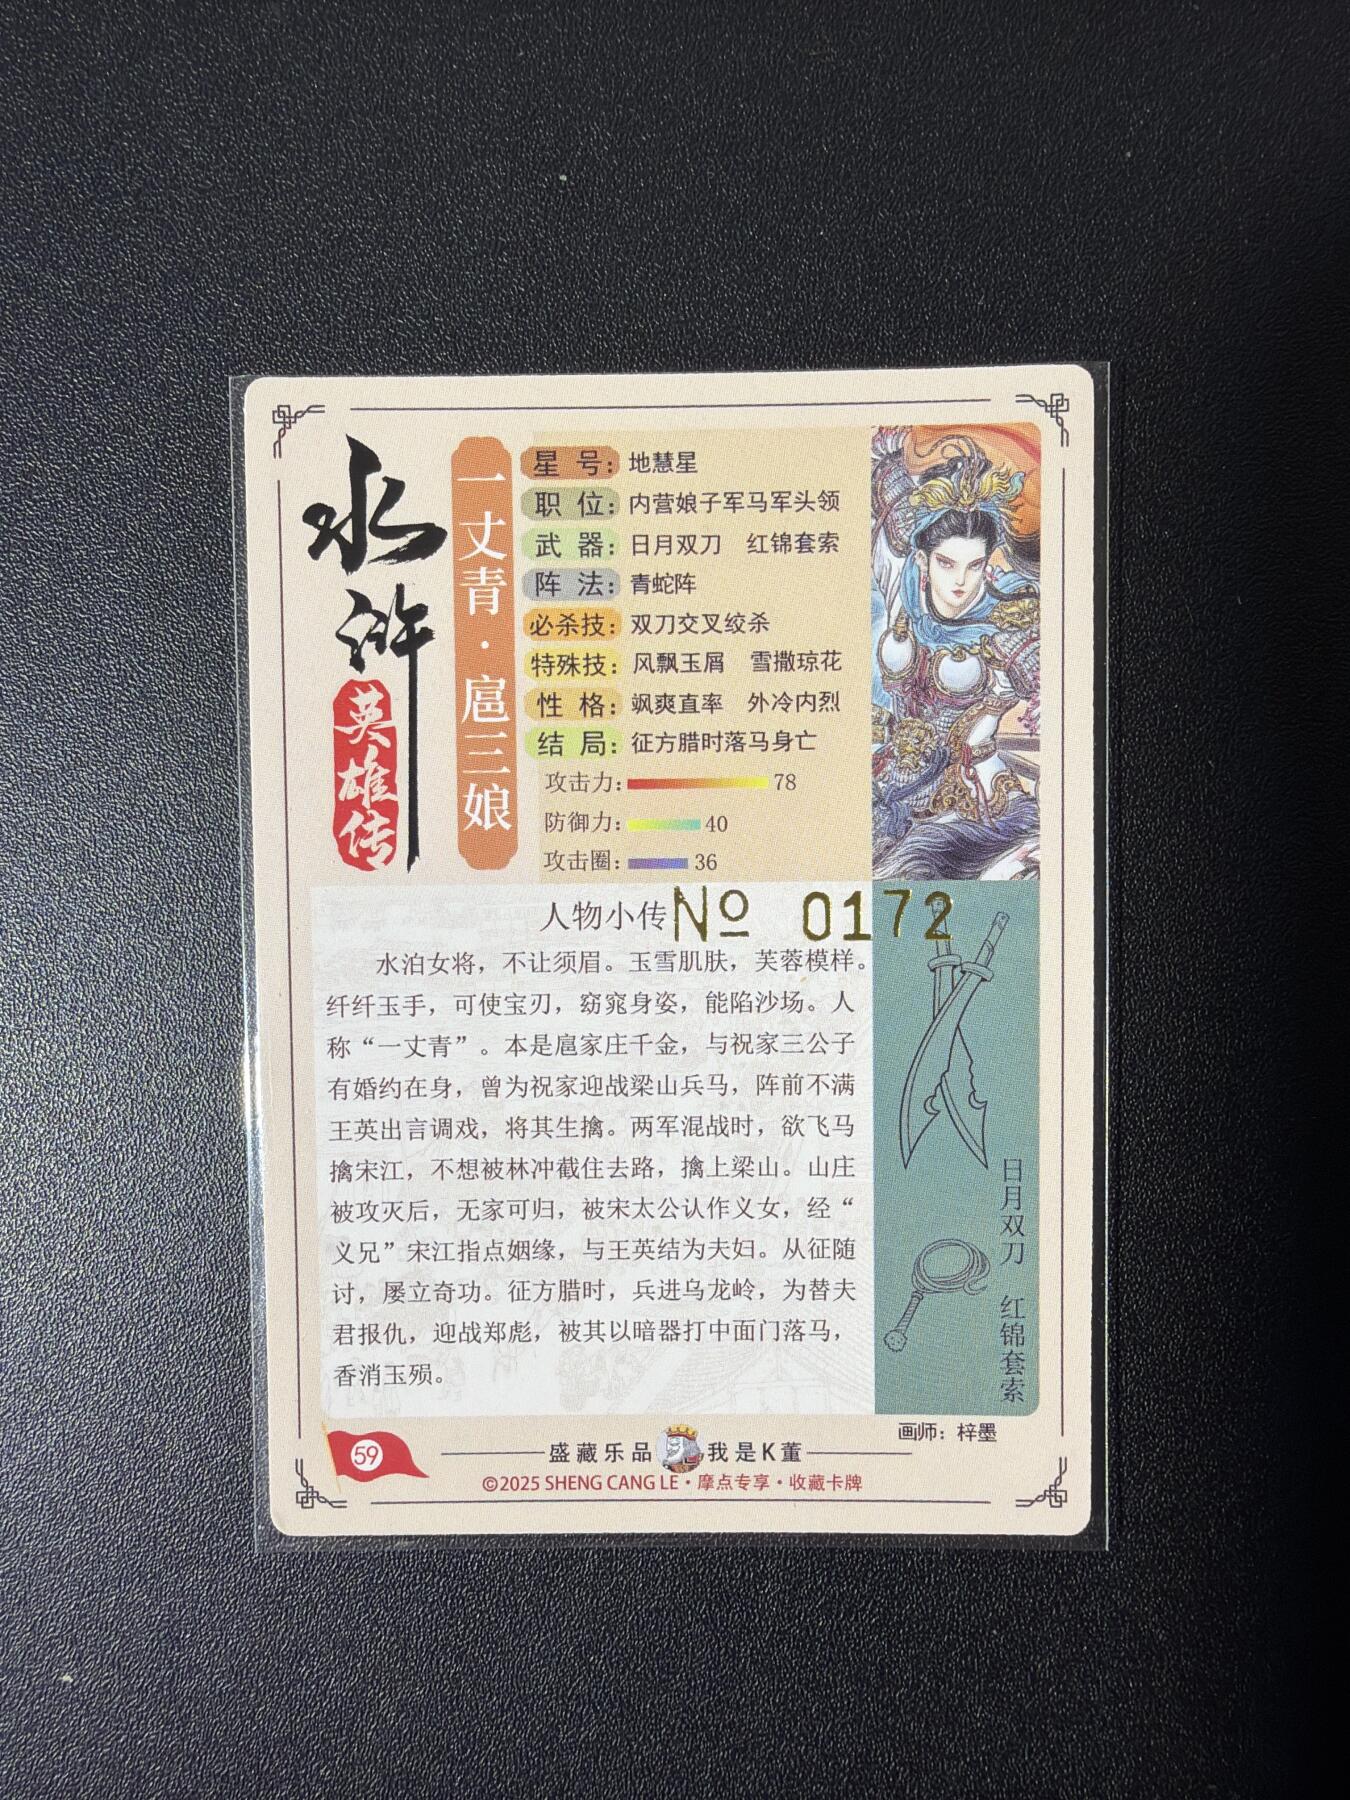 水浒
英雄传
一丈青·扈三娘
星号：地慧星
职位：内营娘子军马军头领
武器：日月双刀 红锦套索
阵法：青蛇阵
必杀技：双刀交叉绞杀
特殊技：风飘玉屑 雪撒琼花
性格：飒爽直率 外冷内烈
结局：征方腊时落马身亡
攻击力：78
防御力：40
攻击圈：36
人物小传
№ 0172
水泊女将，不让须眉。玉雪肌肤，芙蓉模样。
纤纤玉手，可使宝刃，窈窕身姿，能陷沙场。人
称“一丈青”。本是扈家庄千金，与祝家三公子
有婚约在身，曾为祝家迎战梁山兵马，阵前不满
王英出言调戏，将其生擒。两军混战时，欲飞马
擒宋江，不想被林冲截住去路，擒上梁山。山庄
被攻灭后，无家可归，被宋太公认作义女，经“
义兄”宋江指点姻缘，与王英结为夫妇。从征随
讨，屡立奇功。征方腊时，兵进乌龙岭，为替夫
君报仇，迎战郑彪，被其以暗器打中面门落马，
香消玉殒。
日月双刀 红锦套索
画师：梓墨
59
盛藏乐品 我是K董
©2025 SHENG CANG LE·摩点专享·收藏卡牌